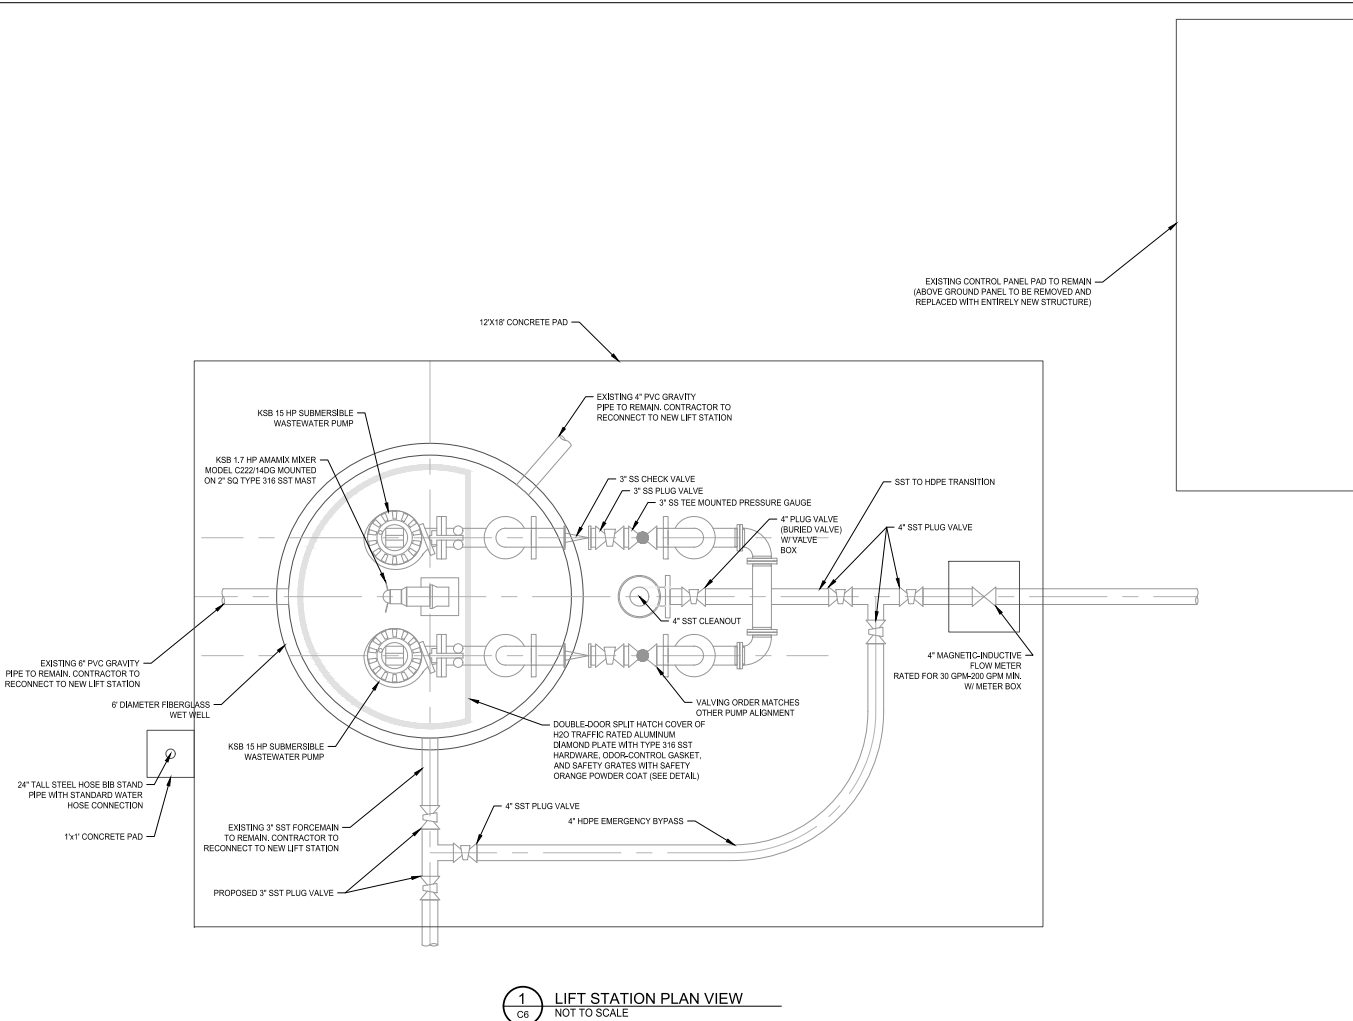 EXISTING CONTROL PANEL PAD TO REMAIN
(ABOVE GROUND PANEL TO BE REMOVED AND
REPLACED WITH ENTIRELY NEW STRUCTURE)
12'X18' CONCRETE PAD
EXISTING 4" PVC GRAVITY
PIPE TO REMAIN. CONTRACTOR TO
RECONNECT TO NEW LIFT STATION
KSB 15 HP SUBMERSIBLE
WASTEWATER PUMP
KSB 1.7 HP AMAMIX MIXER
MODEL C222/14DG MOUNTED
ON 2" SQ TYPE 316 SST MAST
3" SS CHECK VALVE
3" SS PLUG VALVE
3" SS TEE MOUNTED PRESSURE GAUGE
SST TO HDPE TRANSITION
4" PLUG VALVE
(BURIED VALVE)
W/ VALVE
BOX
4" SST PLUG VALVE
4" SST CLEANOUT
EXISTING 6" PVC GRAVITY
PIPE TO REMAIN. CONTRACTOR TO
RECONNECT TO NEW LIFT STATION
4" MAGNETIC-INDUCTIVE
FLOW METER
RATED FOR 30 GPM-200 GPM MIN.
W/ METER BOX
6' DIAMETER FIBERGLASS
WET WELL
VALVING ORDER MATCHES
OTHER PUMP ALIGNMENT
KSB 15 HP SUBMERSIBLE
WASTEWATER PUMP
DOUBLE-DOOR SPLIT HATCH COVER OF
H2O TRAFFIC RATED ALUMINUM
DIAMOND PLATE WITH TYPE 316 SST
HARDWARE, ODOR-CONTROL GASKET,
AND SAFETY GRATES WITH SAFETY
ORANGE POWDER COAT (SEE DETAIL)
24" TALL STEEL HOSE BIB STAND
PIPE WITH STANDARD WATER
HOSE CONNECTION
1'x1' CONCRETE PAD
EXISTING 3" SST FORCEMAIN
TO REMAIN. CONTRACTOR TO
RECONNECT TO NEW LIFT STATION
4" SST PLUG VALVE
4" HDPE EMERGENCY BYPASS
PROPOSED 3" SST PLUG VALVE
1
C6
LIFT STATION PLAN VIEW
NOT TO SCALE